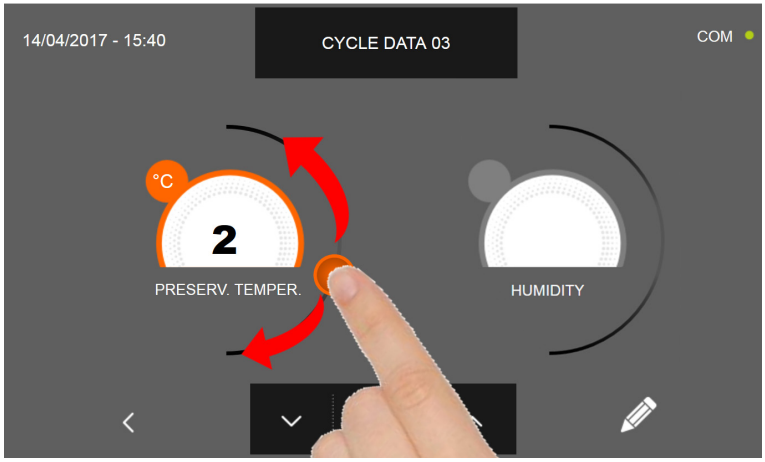 14/04/2017 - 15:40
CYCLE DATA 03
COM
°C
2
PRESERV. TEMPER.
HUMIDITY